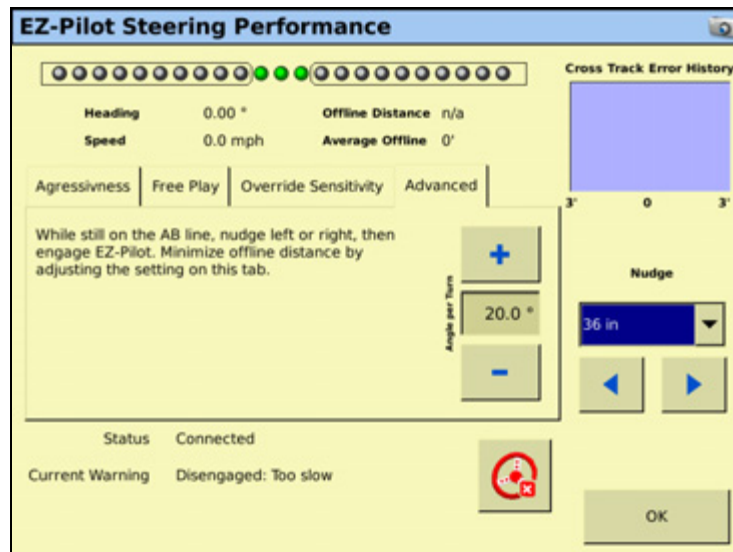 EZ-Pilot Steering Performance
Cross Track Error History
Heading 0.00 ° Offline Distance n/a
Speed 0.0 mph Average Offline 0'
Agressivness Free Play Override Sensitivity Advanced
3' 0 3'
While still on the AB line, nudge left or right, then
engage EZ-Pilot. Minimize offline distance by
adjusting the setting on this tab.
+
Angle per Turn
20.0 °
-
Nudge
36 in
Status Connected
Current Warning Disengaged: Too slow
OK